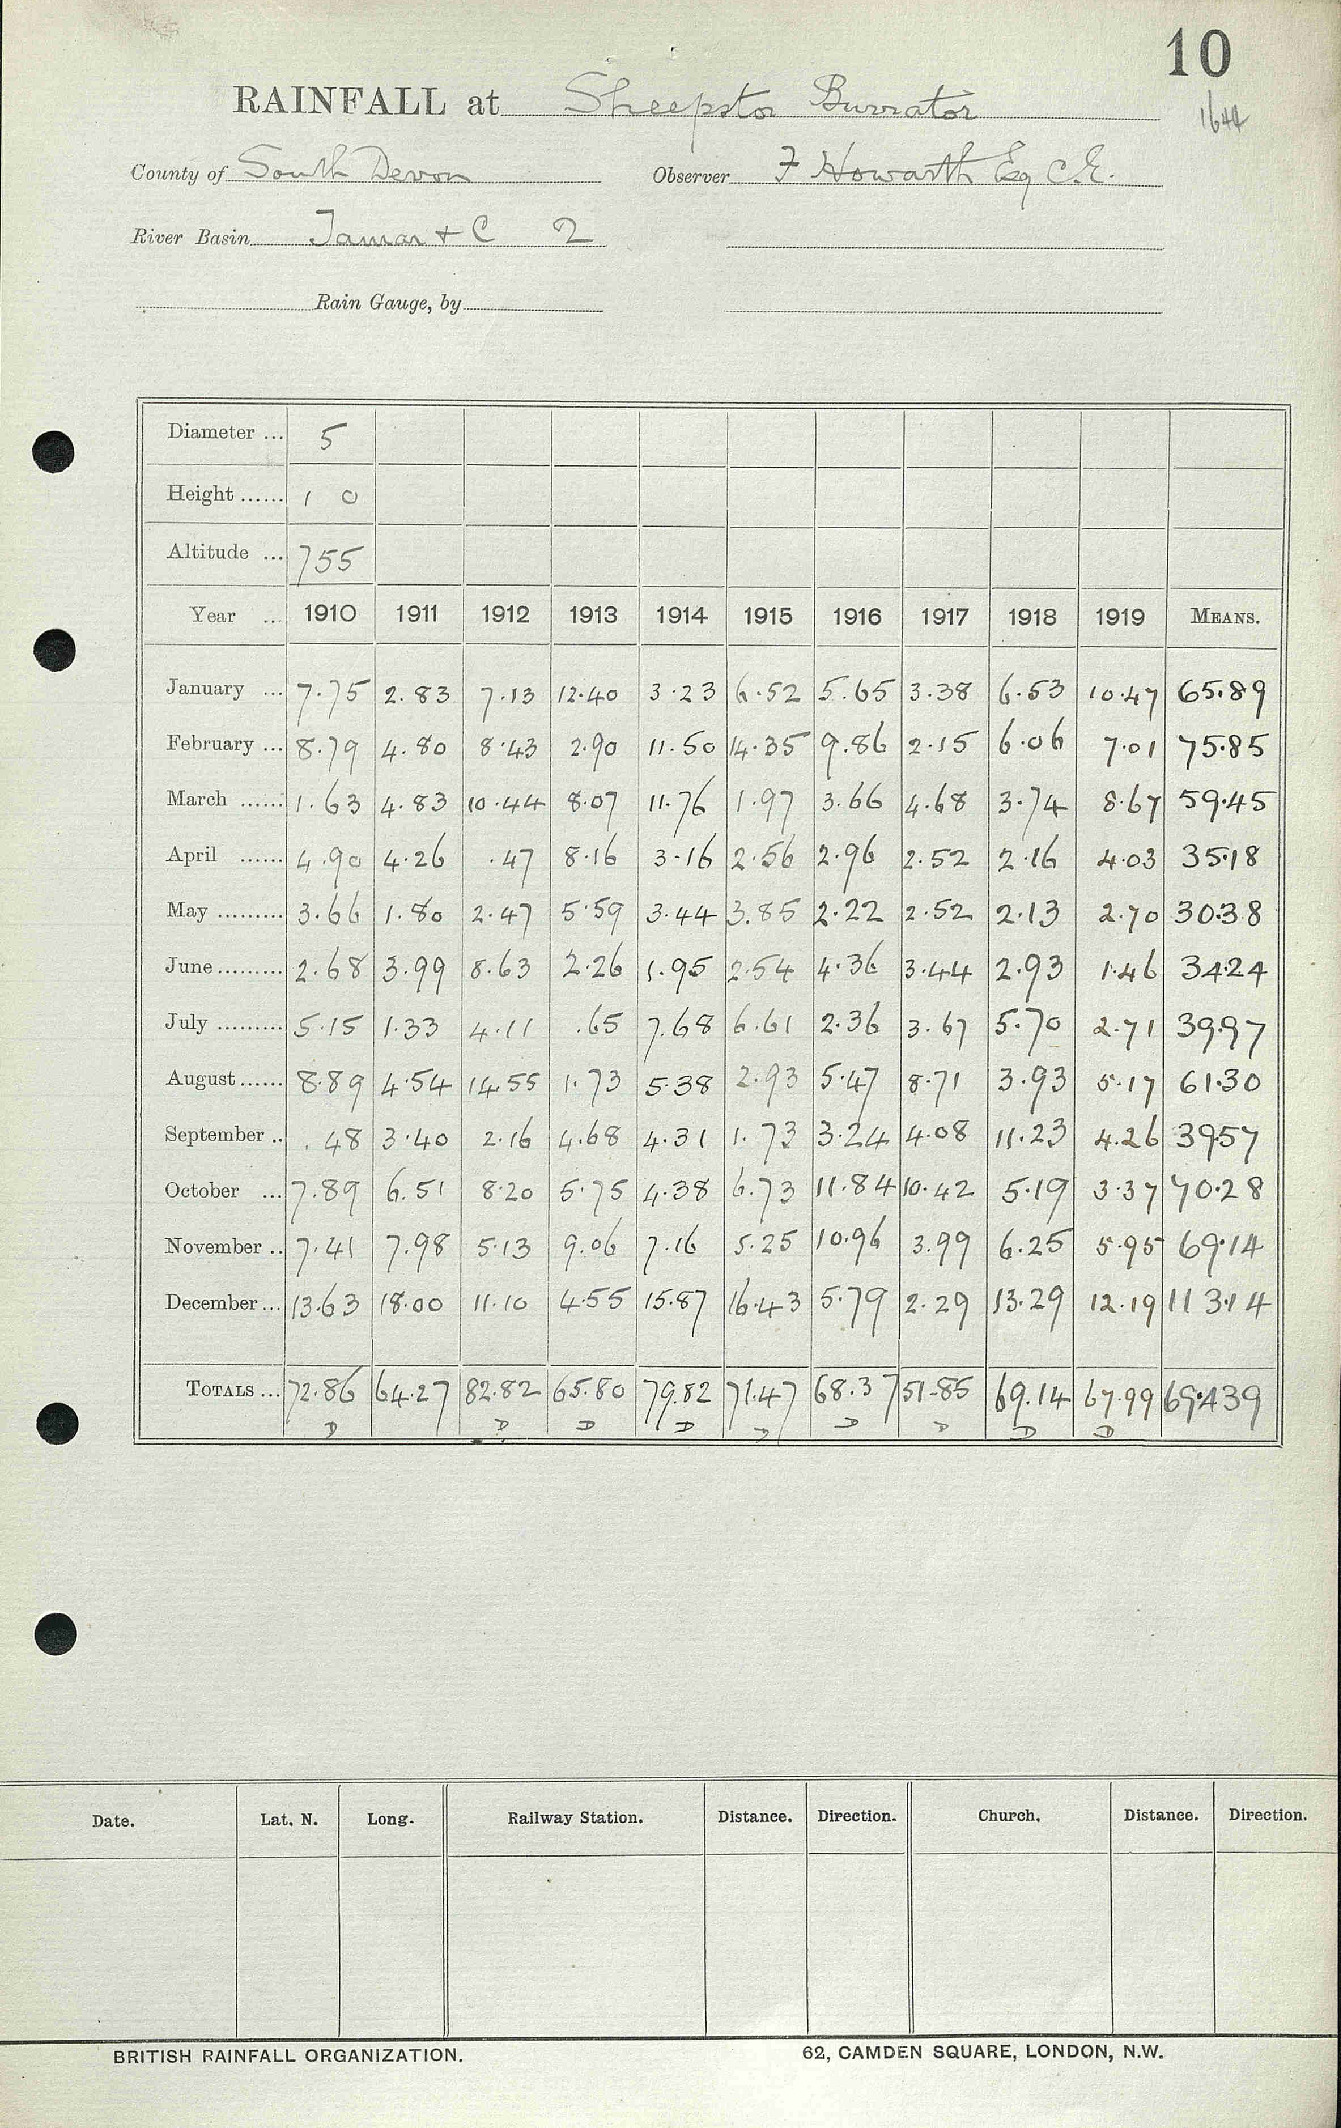 10
1644
RAINFALL at Sheepstor Burrator
County of South Devon Observer F Howarth Esq C.E.
River Basin Tamar + C 2
Rain Gauge, by
Diameter ... 5
Height ...... 1 0
Altitude ... 755
Year ... 1910 1911 1912 1913 1914 1915 1916 1917 1918 1919 MEANS.
January ... 7.75 2.83 7.13 12.40 3.23 6.52 5.65 3.38 6.53 10.47 65.89
February ... 8.79 4.80 8.43 2.90 11.50 14.35 9.86 2.15 6.06 7.01 75.85
March ...... 1.63 4.83 10.44 8.07 11.76 1.97 3.66 4.68 3.74 8.67 59.45
April ...... 4.90 4.26 .47 8.16 3.16 2.56 2.96 2.52 2.16 4.03 35.18
May ......... 3.66 1.80 2.47 5.59 3.44 3.85 2.22 2.52 2.13 2.70 30.38
June ......... 2.68 3.99 8.63 2.26 1.95 2.54 4.36 3.44 2.93 1.46 34.24
July ......... 5.15 1.33 4.11 .65 7.68 6.61 2.36 3.67 5.70 2.71 39.97
August ...... 8.89 4.54 14.55 1.73 5.38 2.93 5.47 8.71 3.93 5.17 61.30
September .. .48 3.40 2.16 4.68 4.31 1.73 3.24 4.08 11.23 4.26 39.57
October ... 7.89 6.51 8.20 5.75 4.38 6.73 11.84 10.42 5.19 3.37 70.28
November .. 7.41 7.98 5.13 9.06 7.16 5.25 10.96 3.99 6.25 5.95 69.14
December ... 13.63 18.00 11.10 4.55 15.87 16.43 5.79 2.29 13.29 12.19 113.14
TOTALS ... 72.86 64.27 82.82 65.80 79.82 71.47 68.37 51.85 69.14 67.99 694.39
D D D D D D D D D
Date. Lat. N. Long. Railway Station. Distance. Direction. Church. Distance. Direction.
BRITISH RAINFALL ORGANIZATION. 62, CAMDEN SQUARE, LONDON, N.W.